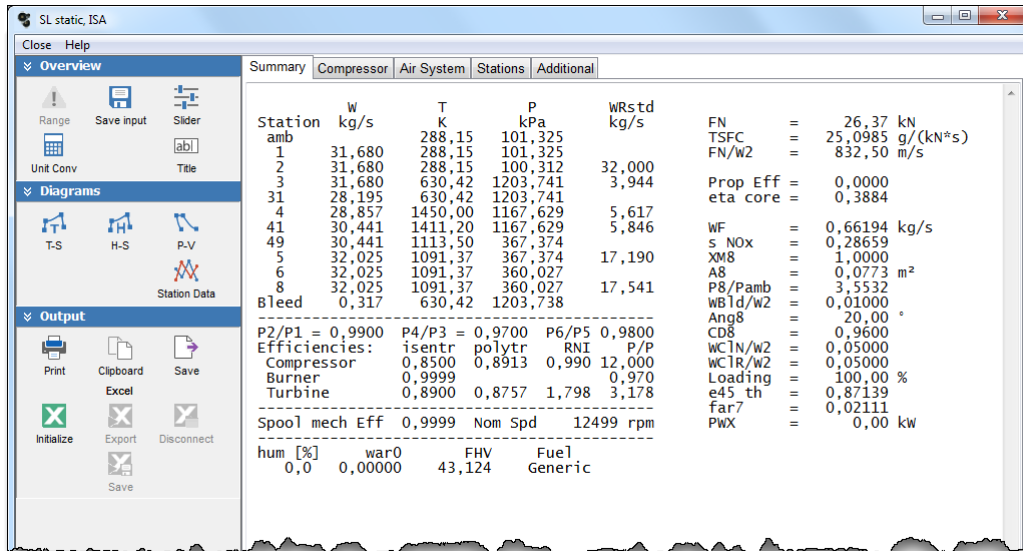 SL static, ISA
Close Help
Overview
Range Save input Slider
Unit Conv abl Title
Diagrams
T H
T-S H-S P-V
Station Data
Output
Print Clipboard Save
Excel
Initialize Export Disconnect
Save
Summary Compressor Air System Stations Additional
W T P WRstd
Station kg/s K kPa kg/s
amb 288,15 101,325
1 31,680 288,15 101,325
2 31,680 288,15 100,312 32,000
3 31,680 630,42 1203,741 3,944
31 28,195 630,42 1203,741
4 28,857 1450,00 1167,629 5,617
41 30,441 1411,20 1167,629 5,846
49 30,441 1113,50 367,374
5 32,025 1091,37 367,374 17,190
6 32,025 1091,37 360,027
8 32,025 1091,37 360,027 17,541
Bleed 0,317 630,42 1203,738
----------------------------------------------------
P2/P1 = 0,9900 P4/P3 = 0,9700 P6/P5 0,9800
Efficiencies: isentr polytr RNI P/P
Compressor 0,8500 0,8913 0,990 12,000
Burner 0,9999 0,970
Turbine 0,8900 0,8757 1,798 3,178
----------------------------------------------------
Spool mech Eff 0,9999 Nom Spd 12499 rpm
----------------------------------------------------
hum [%] war0 FHV Fuel
0,0 0,00000 43,124 Generic
FN = 26,37 kN
TSFC = 25,0985 g/(kN*s)
FN/W2 = 832,50 m/s
Prop Eff = 0,0000
eta core = 0,3884
WF = 0,66194 kg/s
s NOx = 0,28659
XM8 = 1,0000
A8 = 0,0773 m²
P8/Pamb = 3,5532
WBld/W2 = 0,01000
Ang8 = 20,00 °
CD8 = 0,9600
WClN/W2 = 0,05000
WClR/W2 = 0,05000
Loading = 100,00 %
e45 th = 0,87139
far7 = 0,02111
PWX = 0,00 kW